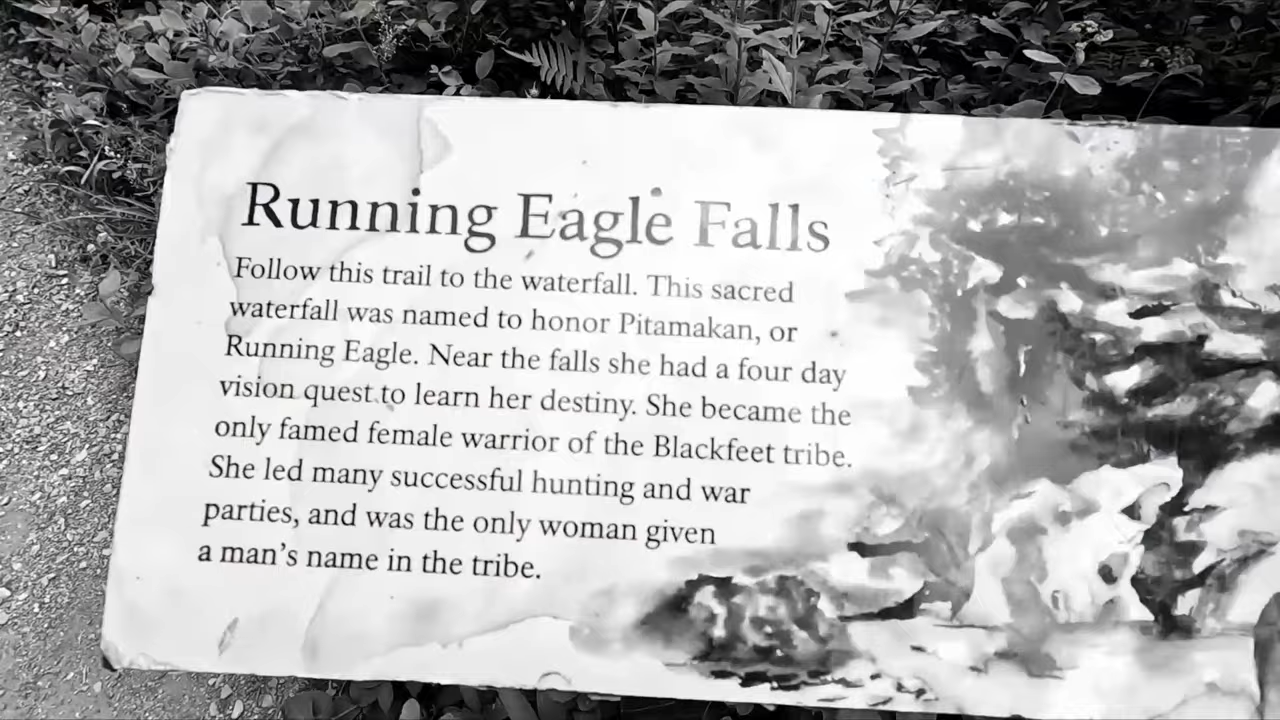 Running Eagle Falls
Follow this trail to the waterfall. This sacred
waterfall was named to honor Pitamakan, or
Running Eagle. Near the falls she had a four day
vision quest to learn her destiny. She became the
only famed female warrior of the Blackfeet tribe.
She led many successful hunting and war
parties, and was the only woman given
a man's name in the tribe.